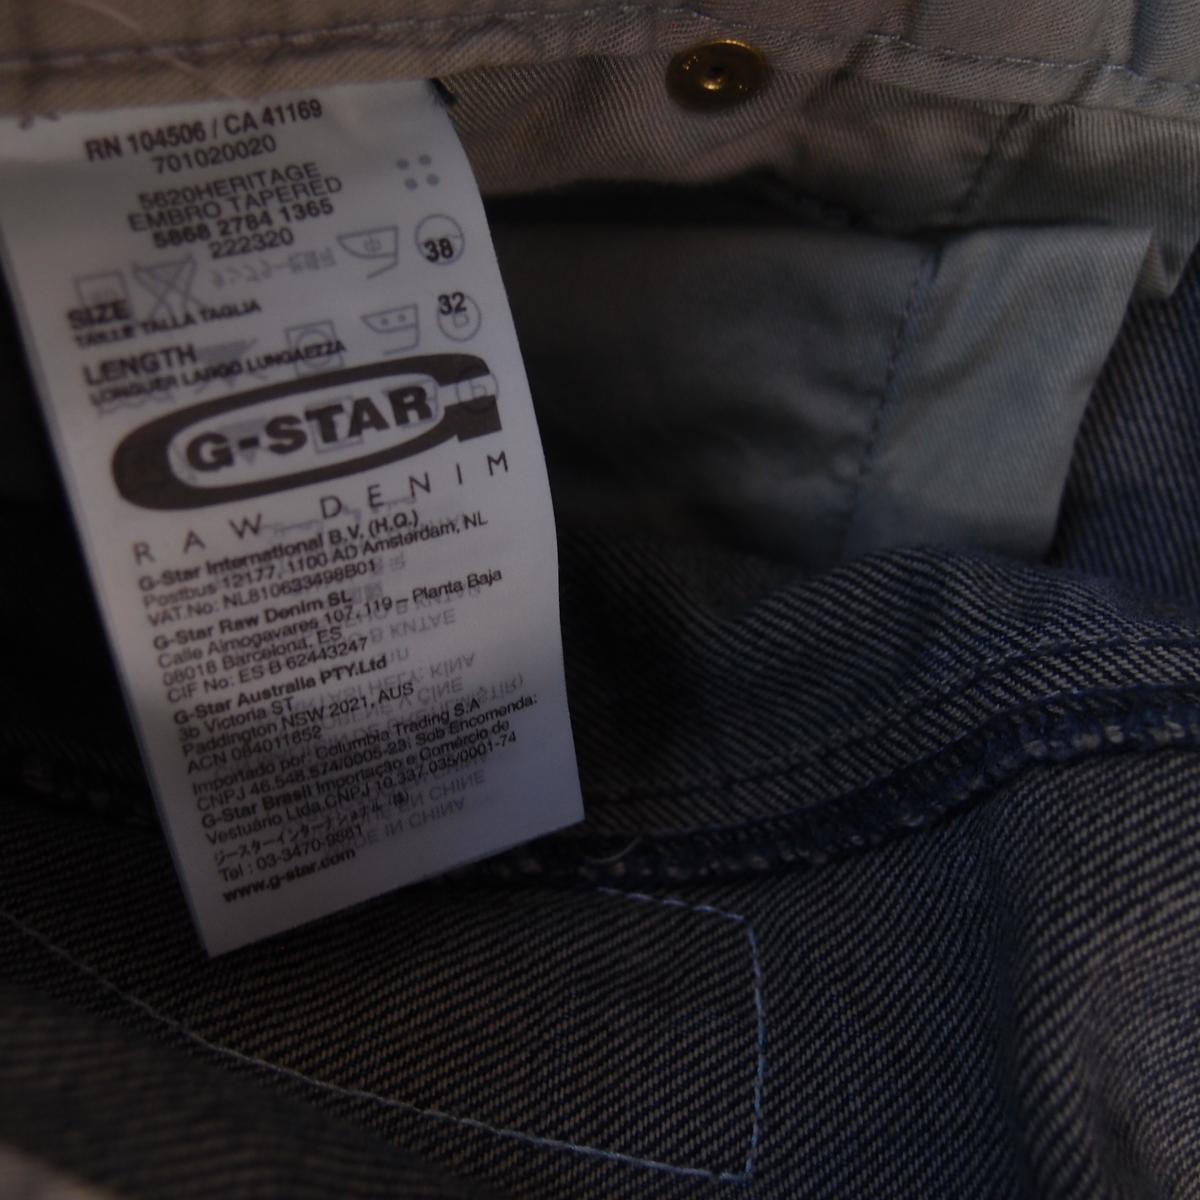 RN 104506 / CA 41169
701020020
5620HERITAGE
EMBRO TAPERED
5868 2784 1365
222320
SIZE 38
TAILLE TALLA TAGLIA
LENGTH 32
LONGUER LARGO LUNGAEZZA
G-STAR
RAW DENIM
G-Star International B.V. (H.Q.)
Postbus 12177, 1100 AD Amsterdam, NL
VAT.No: NL810633498B01
G-Star Raw Denim SL
Calle Almogavares 107, 119 – Planta Baja
08018 Barcelona, ES
CIF No: ES B 62443247
G-Star Australia PTY.Ltd
3b Victoria ST
Paddington NSW 2021, AUS
ACN 084011652
Importado por: Columbia Trading S.A
CNPJ 46.548.574/0005-23; Sob Encomenda:
G-Star Brasil Importação e Comércio de
Vestuário Ltda.CNPJ 10.337.035/0001-74
ジースターインターナショナル (株)
Tel : 03-3470-9881
www.g-star.com